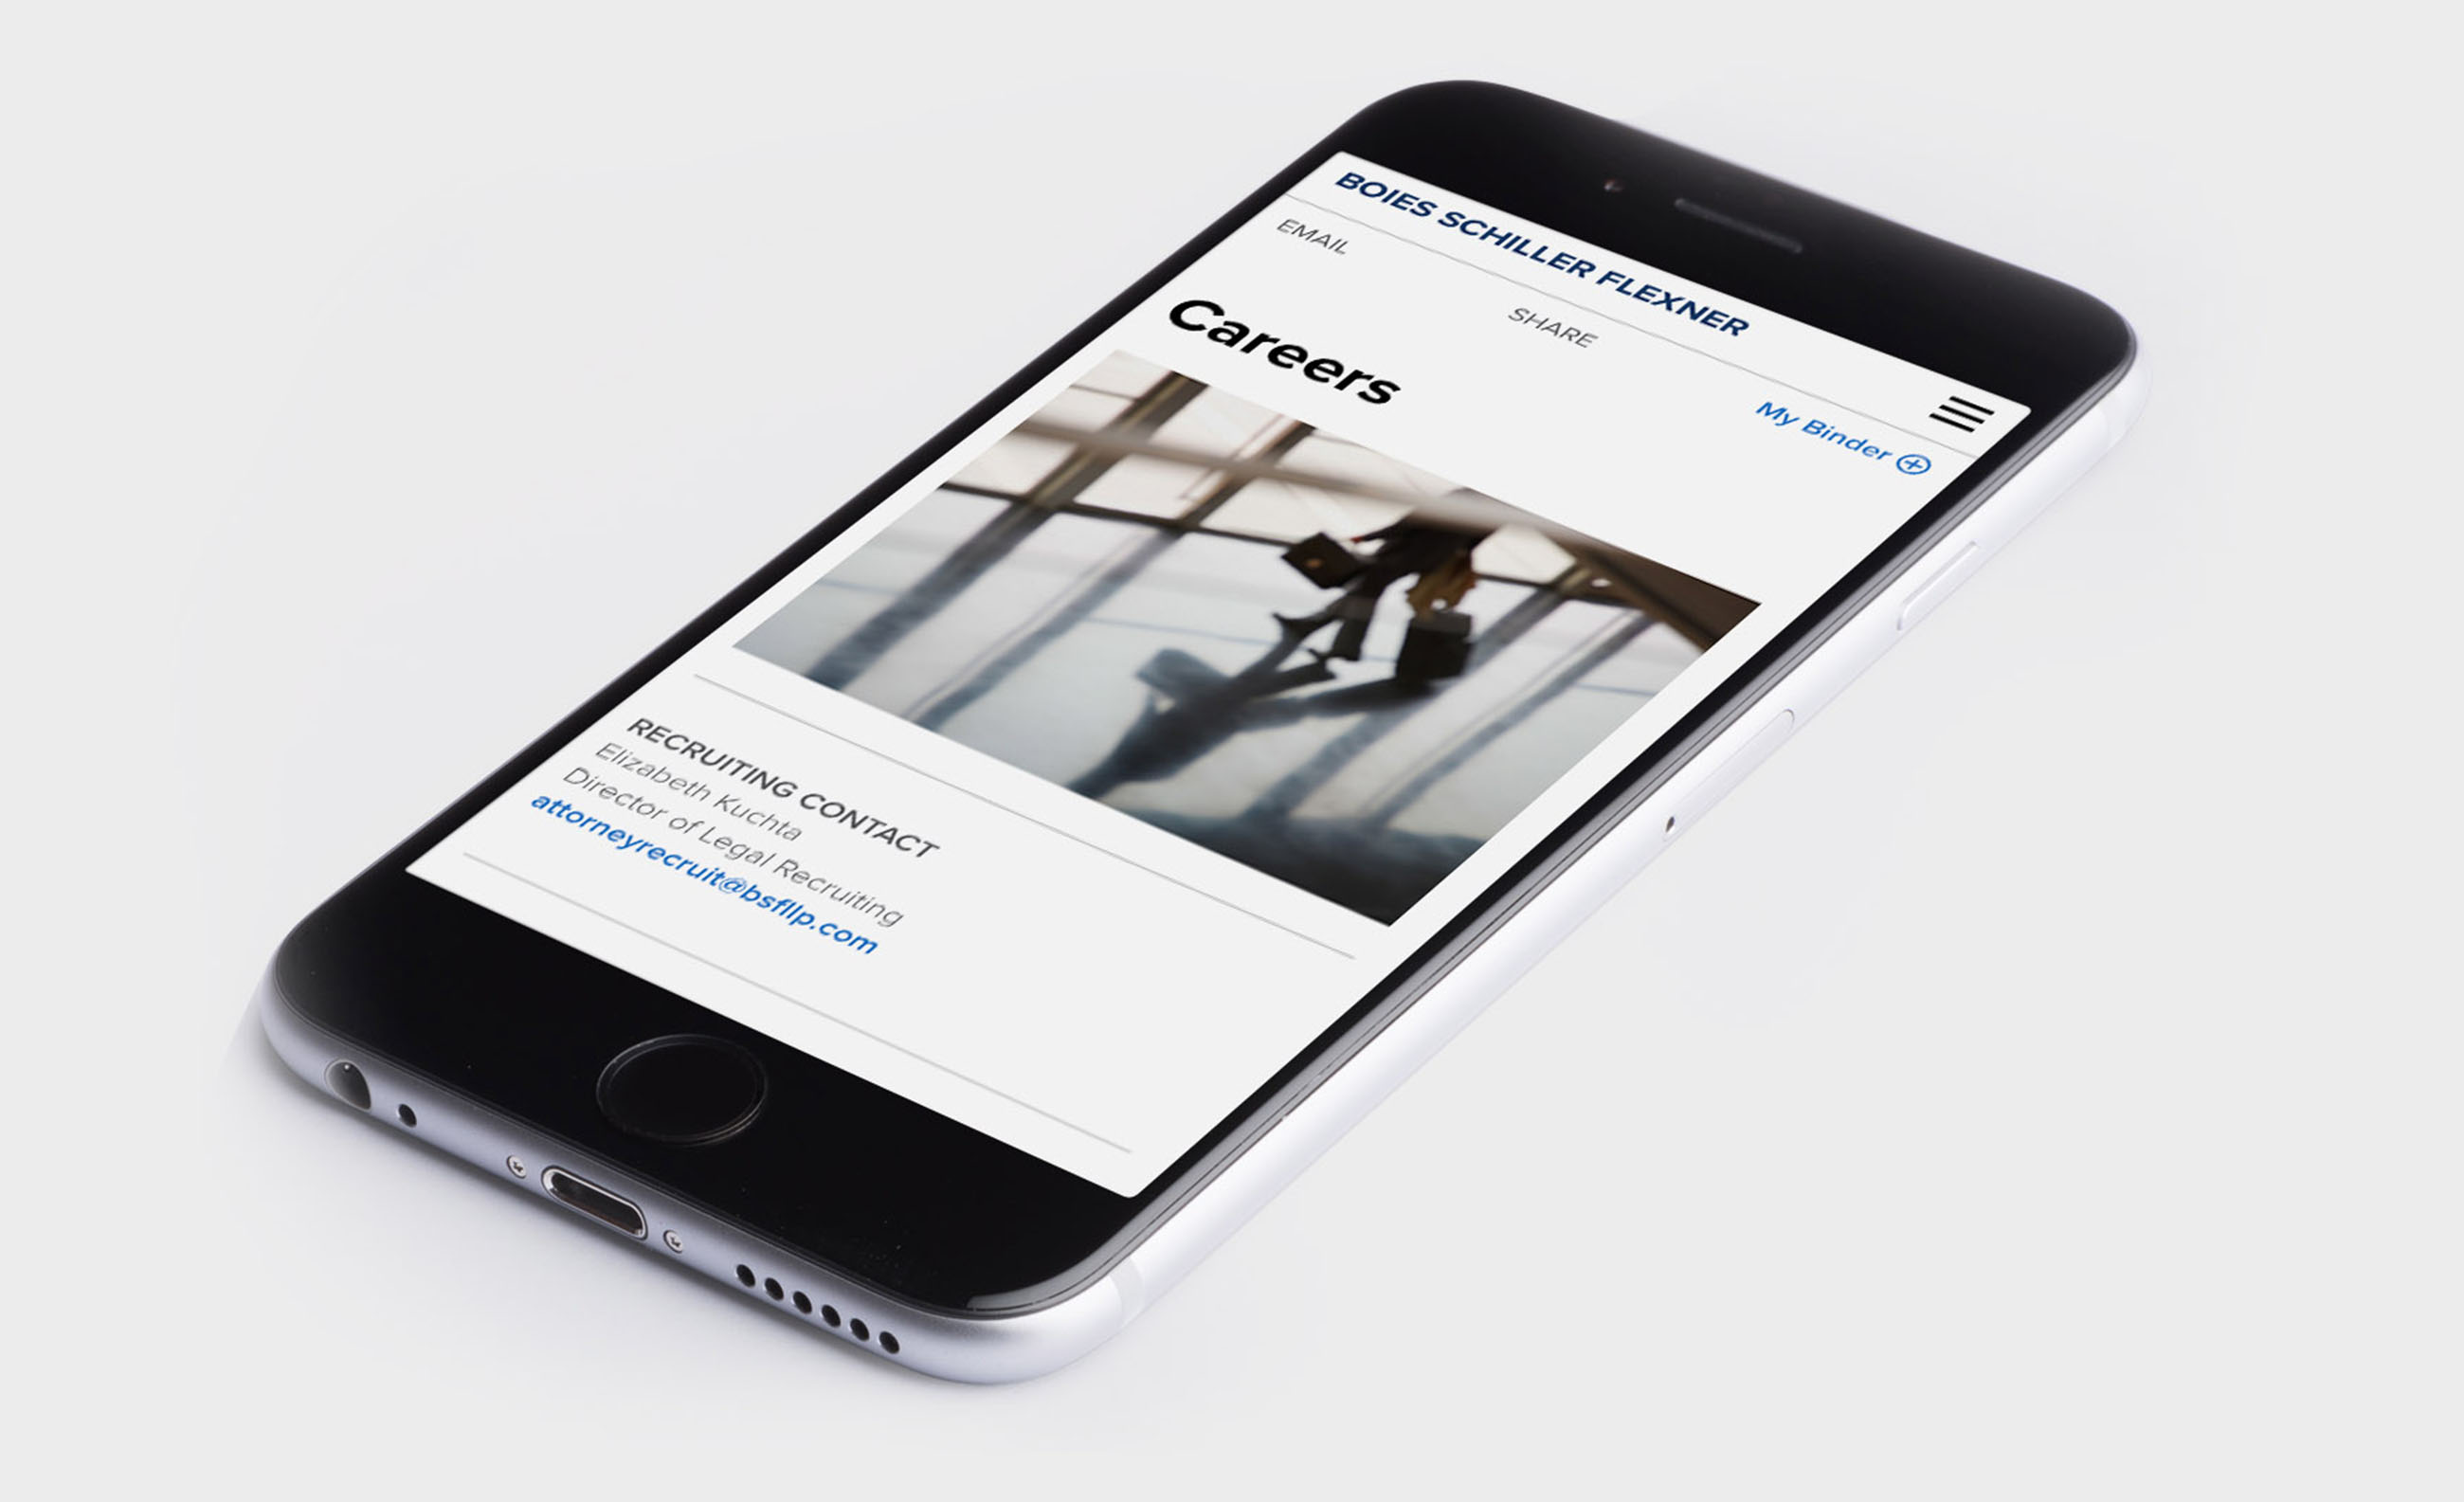 BOIES SCHILLER FLEXNER
EMAIL
SHARE
My Binder
Careers
RECRUITING CONTACT
Elizabeth Kuchta
Director of Legal Recruiting
attorneyrecruit@bsfllp.com